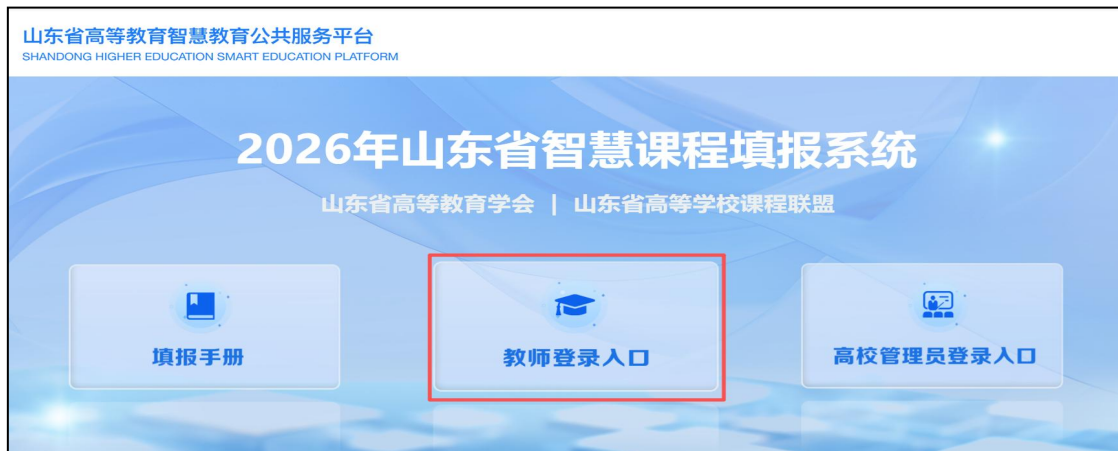 山东省高等教育智慧教育公共服务平台
SHANDONG HIGHER EDUCATION SMART EDUCATION PLATFORM
2026年山东省智慧课程填报系统
山东省高等教育学会 | 山东省高等学校课程联盟
填报手册
教师登录入口
高校管理员登录入口